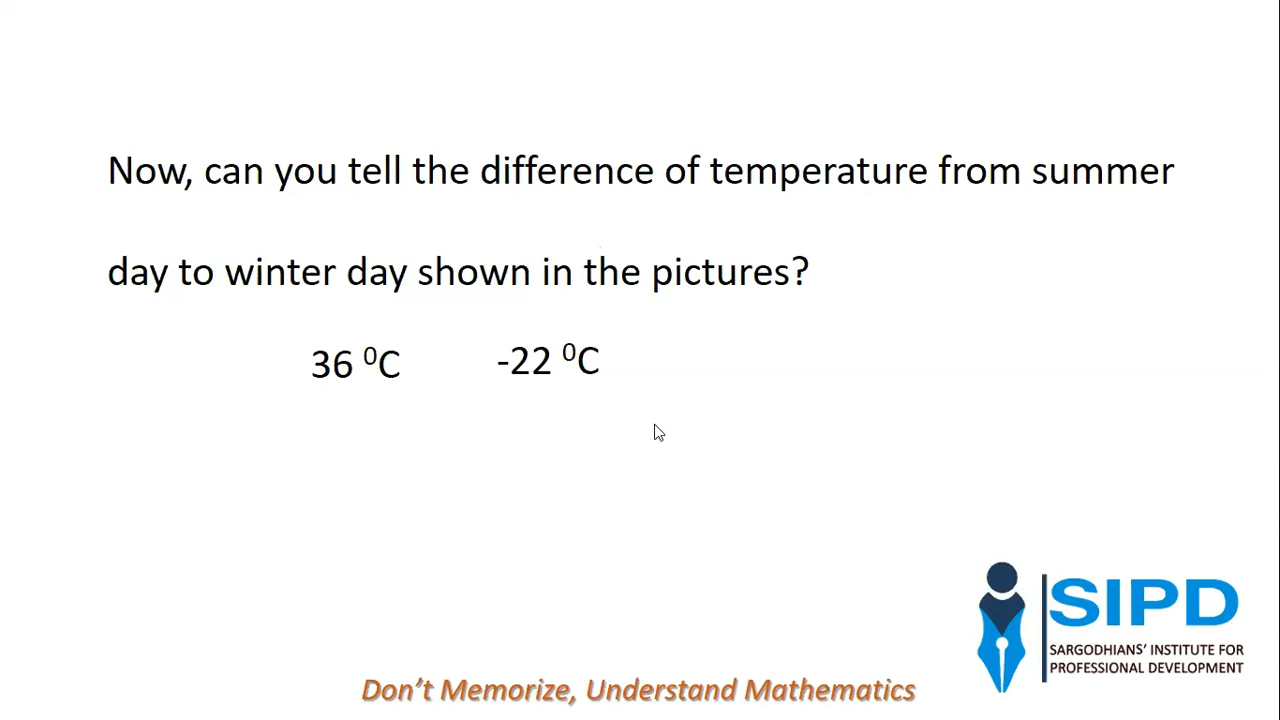 Now, can you tell the difference of temperature from summer
day to winter day shown in the pictures?
36 ⁰C -22 ⁰C
SIPD
SARGODHIANS' INSTITUTE FOR
PROFESSIONAL DEVELOPMENT
Don't Memorize, Understand Mathematics